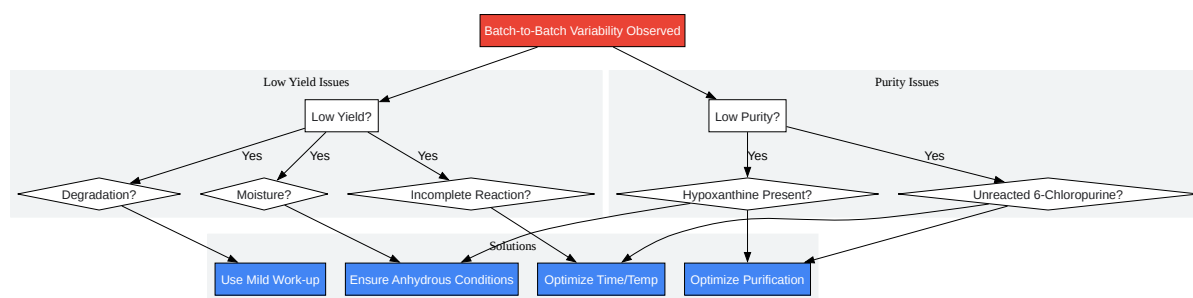 Batch-to-Batch Variability Observed
Low Yield Issues
Purity Issues
Low Yield?
Low Purity?
Yes
Yes
Yes
Yes
Yes
Degradation?
Moisture?
Incomplete Reaction?
Hypoxanthine Present?
Unreacted 6-Chloropurine?
Solutions
Use Mild Work-up
Ensure Anhydrous Conditions
Optimize Time/Temp
Optimize Purification